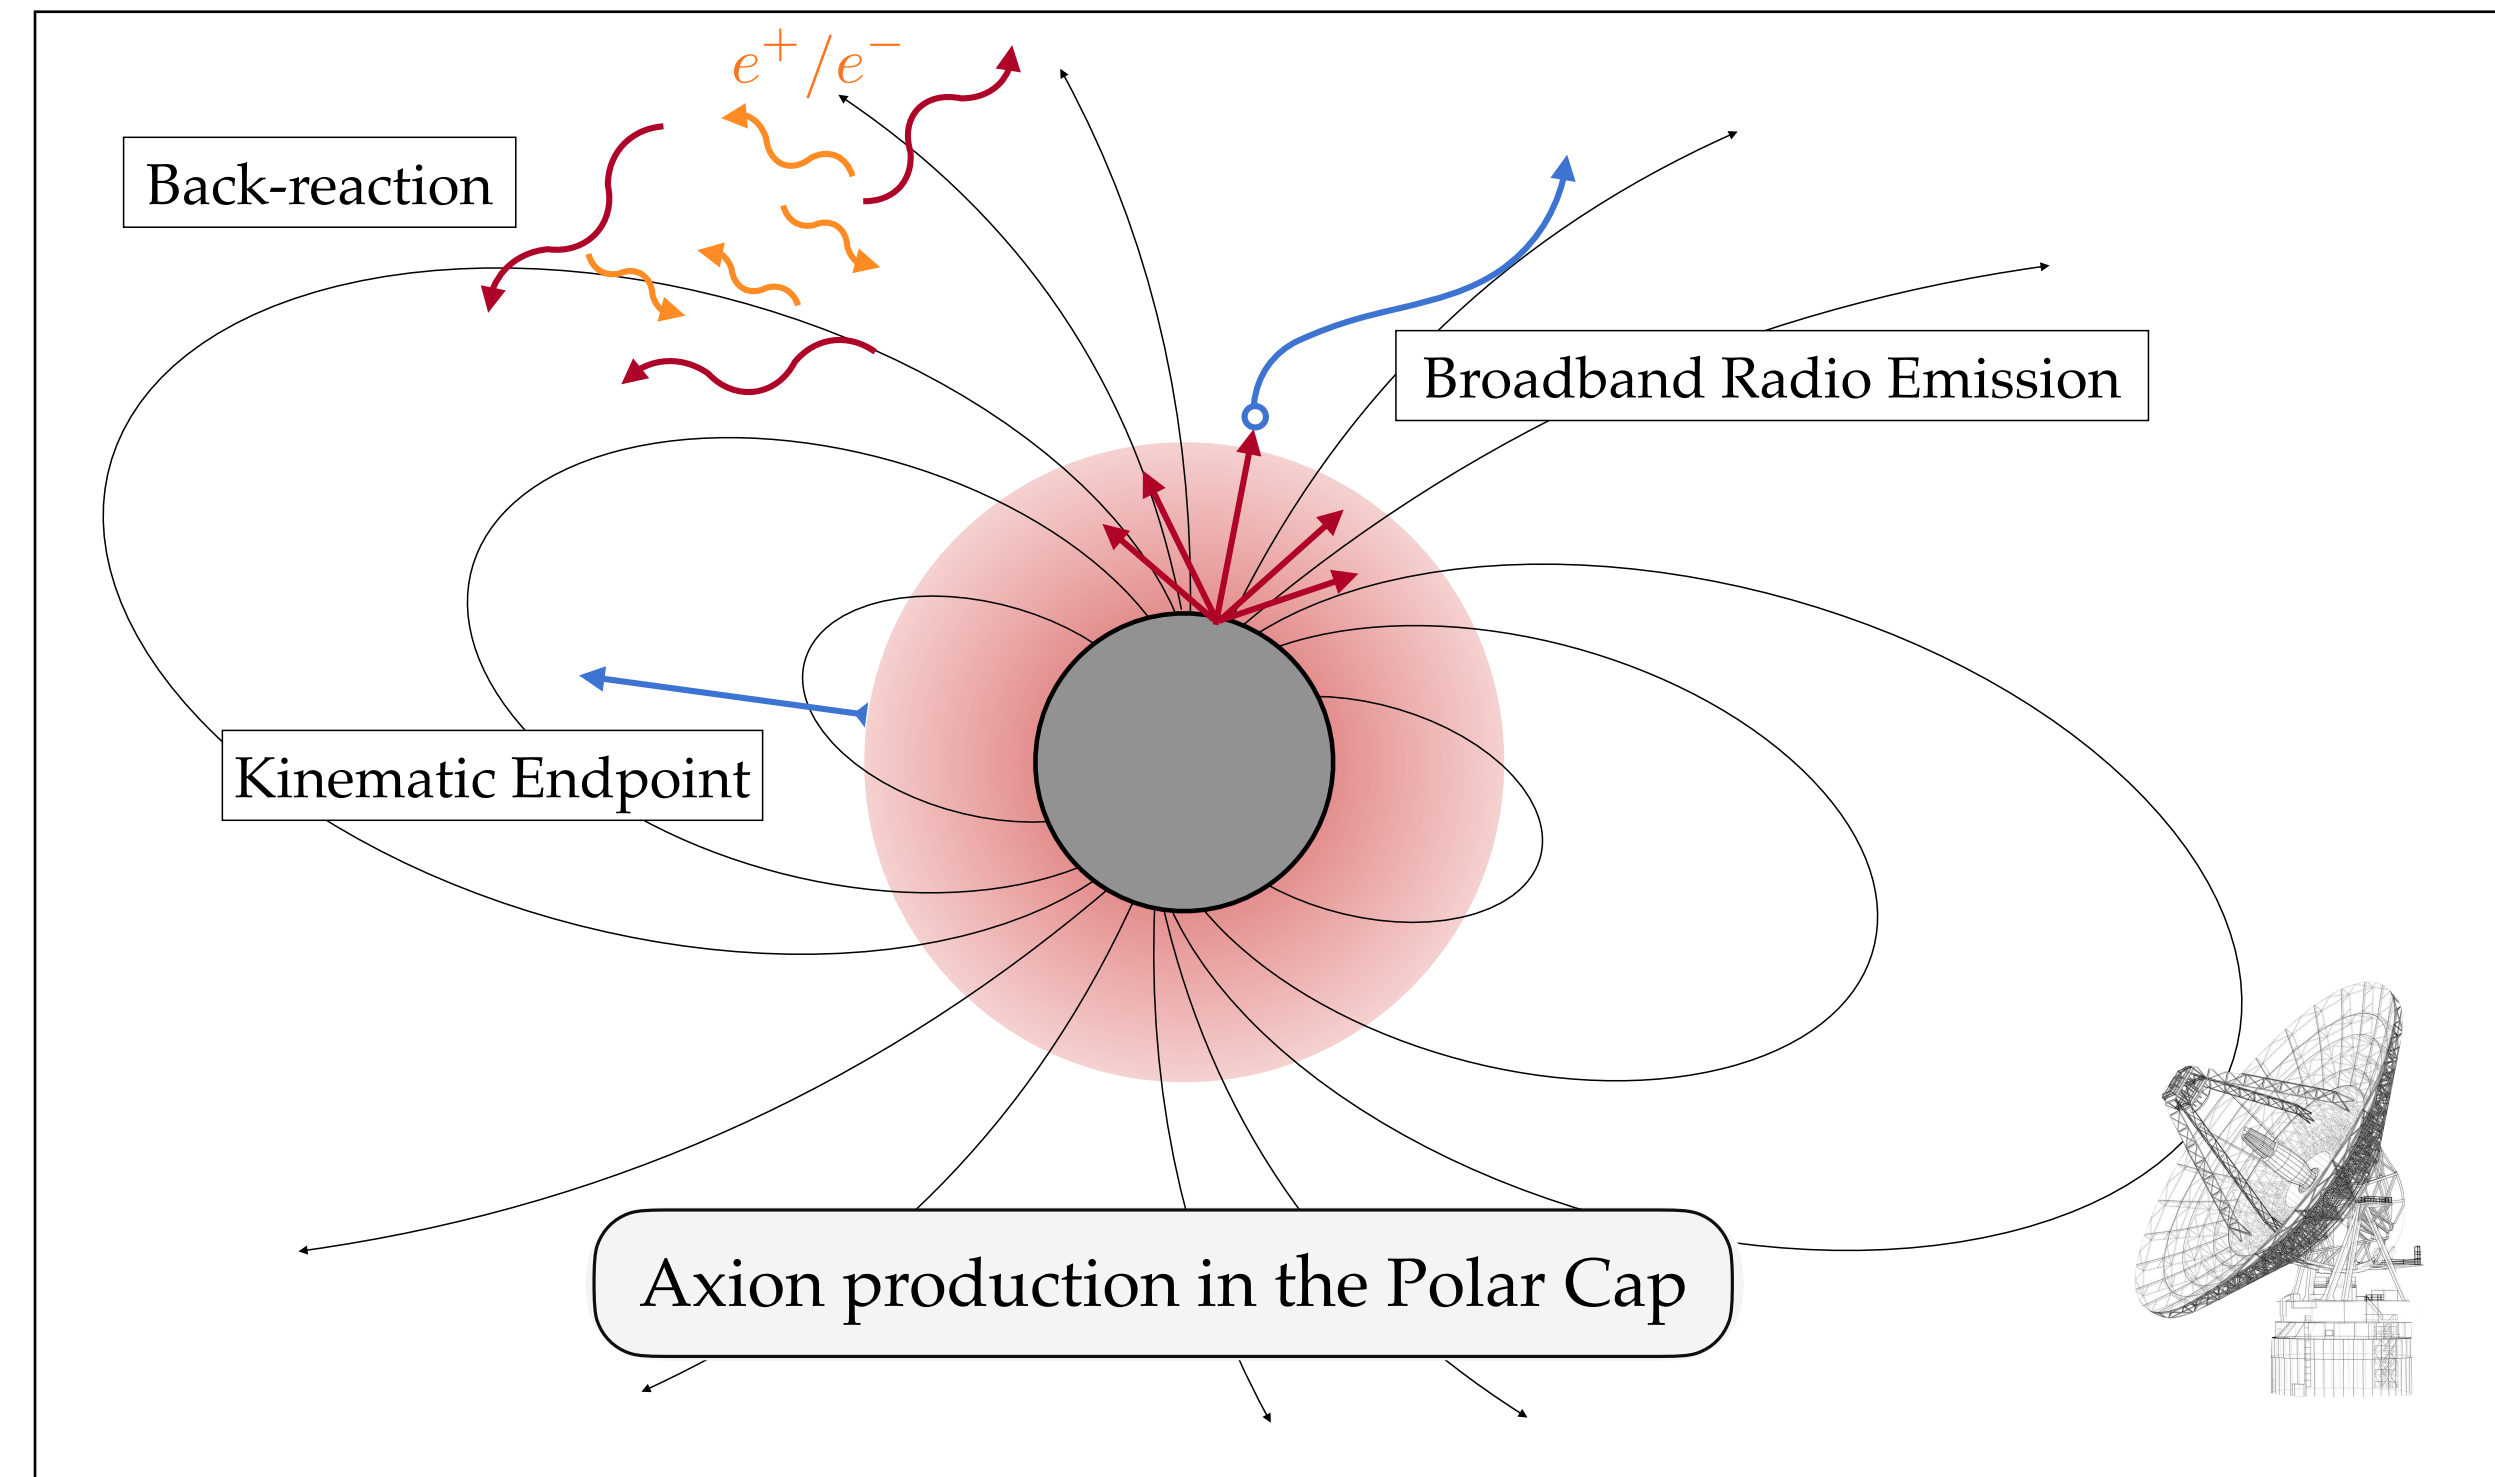 e⁺/e⁻
Back-reaction
Broadband Radio Emission
Kinematic Endpoint
Axion production in the Polar Cap